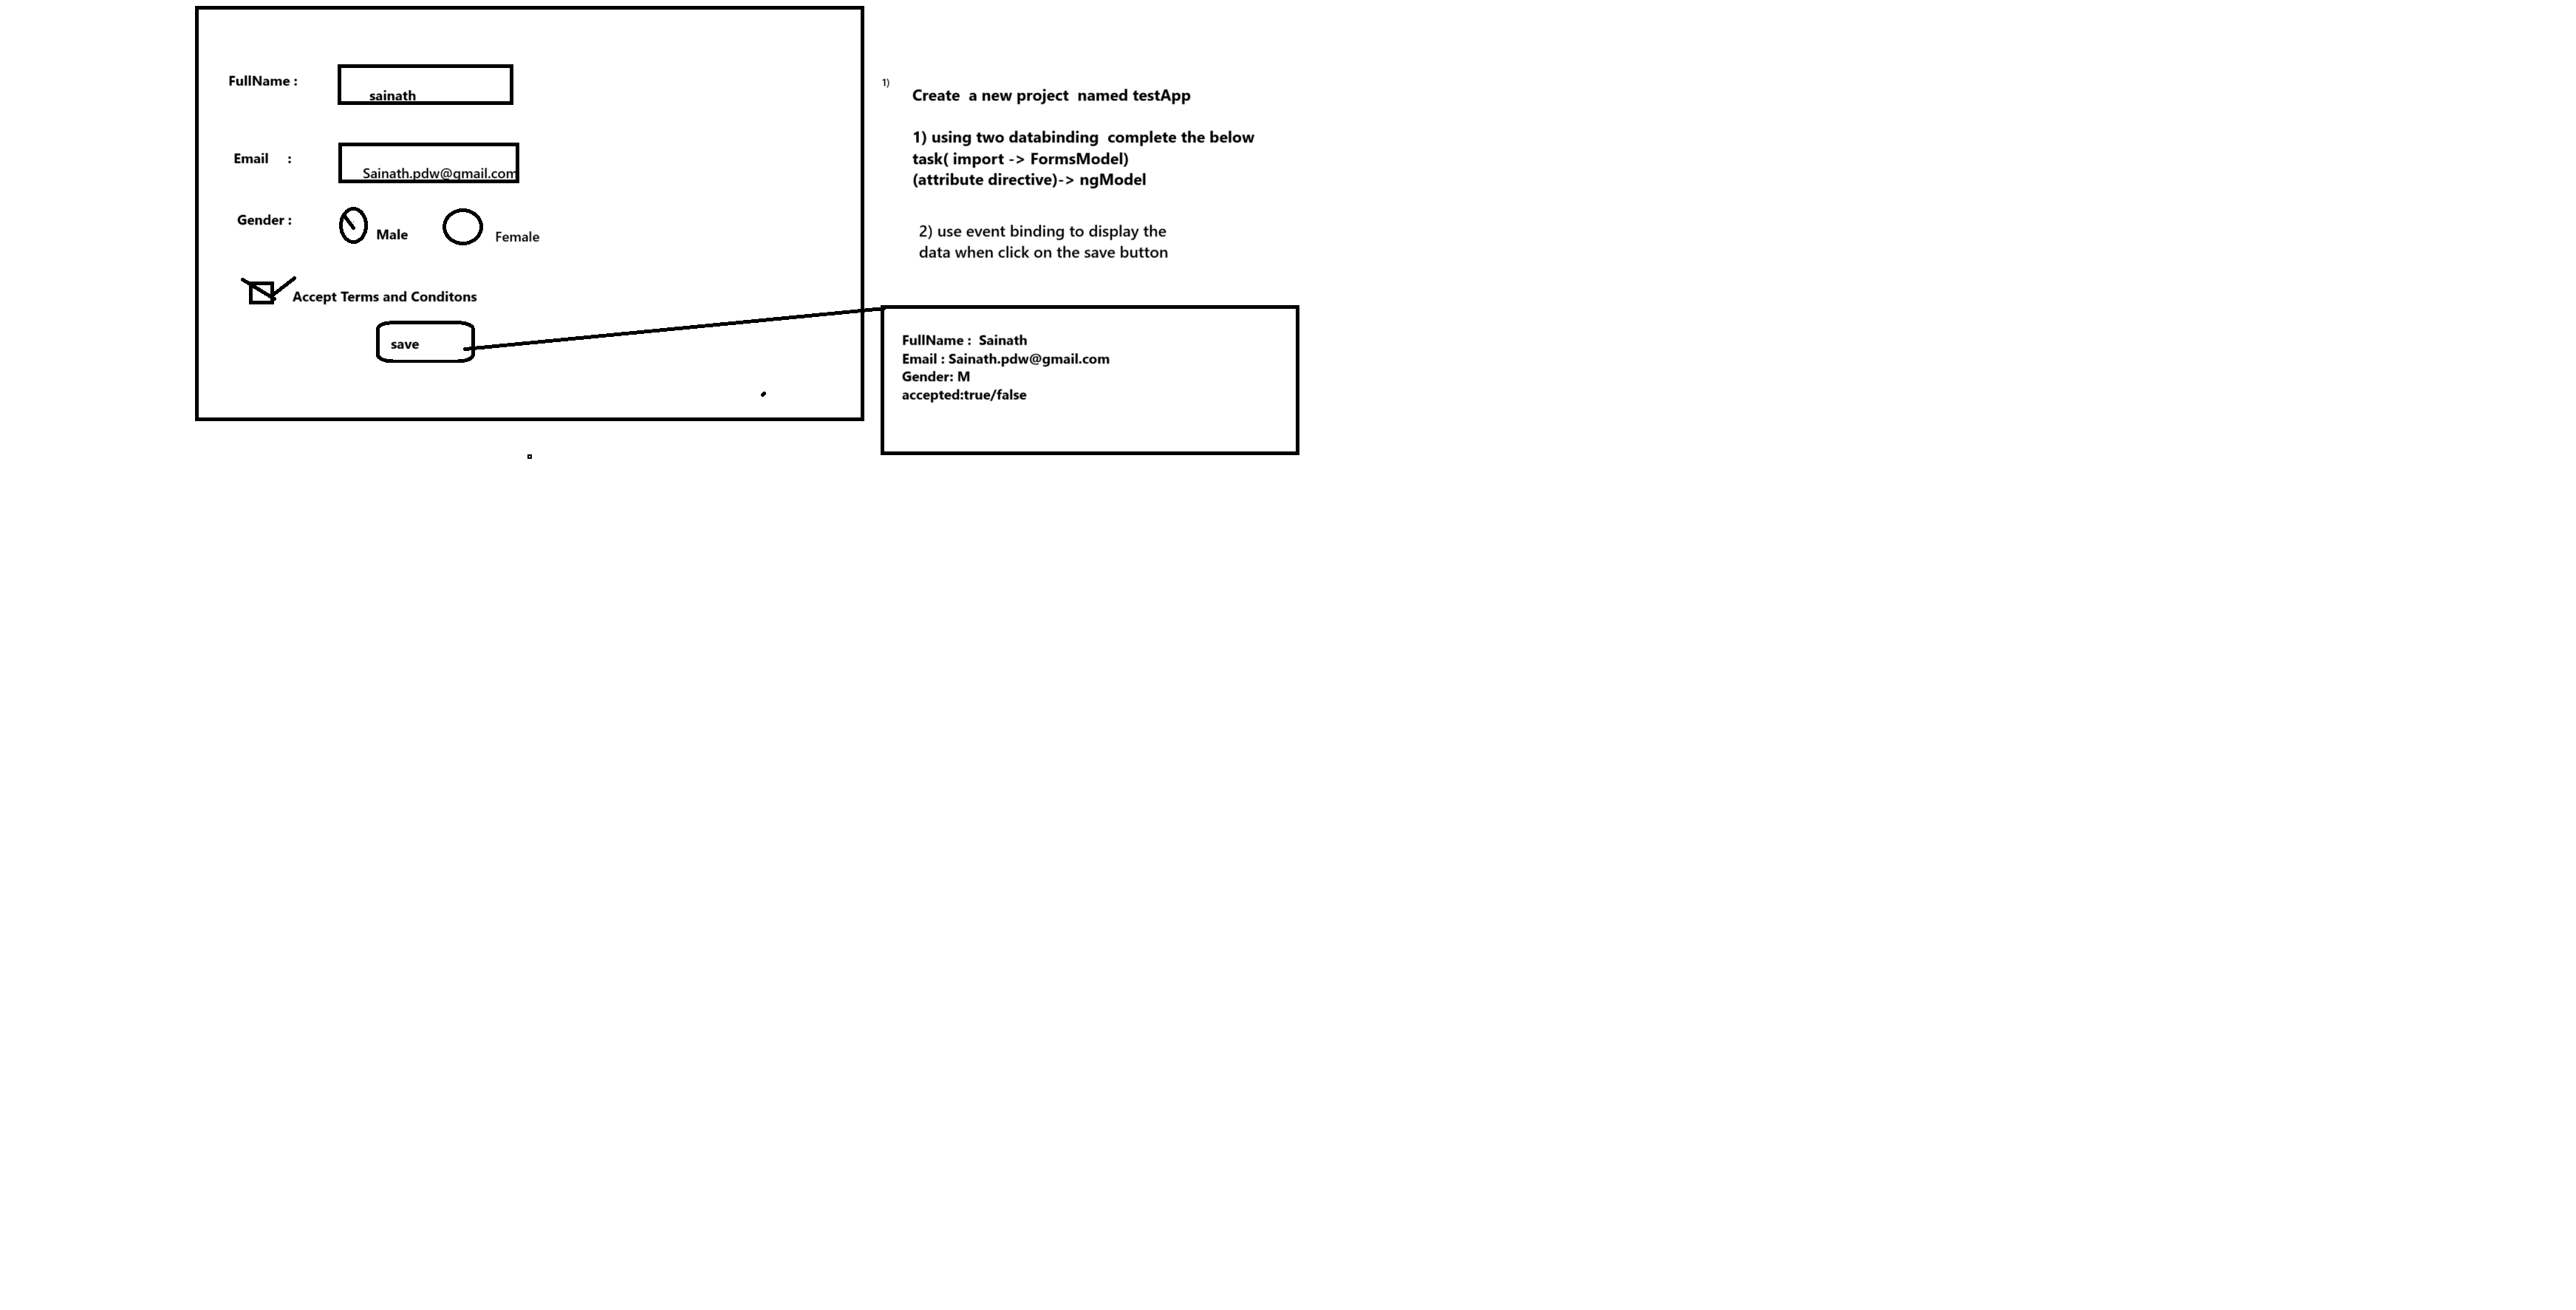 FullName :
sainath
Email :
Sainath.pdw@gmail.com
Gender :
Male
Female
Accept Terms and Conditons
save
1)
Create a new project named testApp
1) using two databinding complete the below
task( import -> FormsModel)
(attribute directive)-> ngModel
2) use event binding to display the
data when click on the save button
FullName : Sainath
Email : Sainath.pdw@gmail.com
Gender: M
accepted:true/false